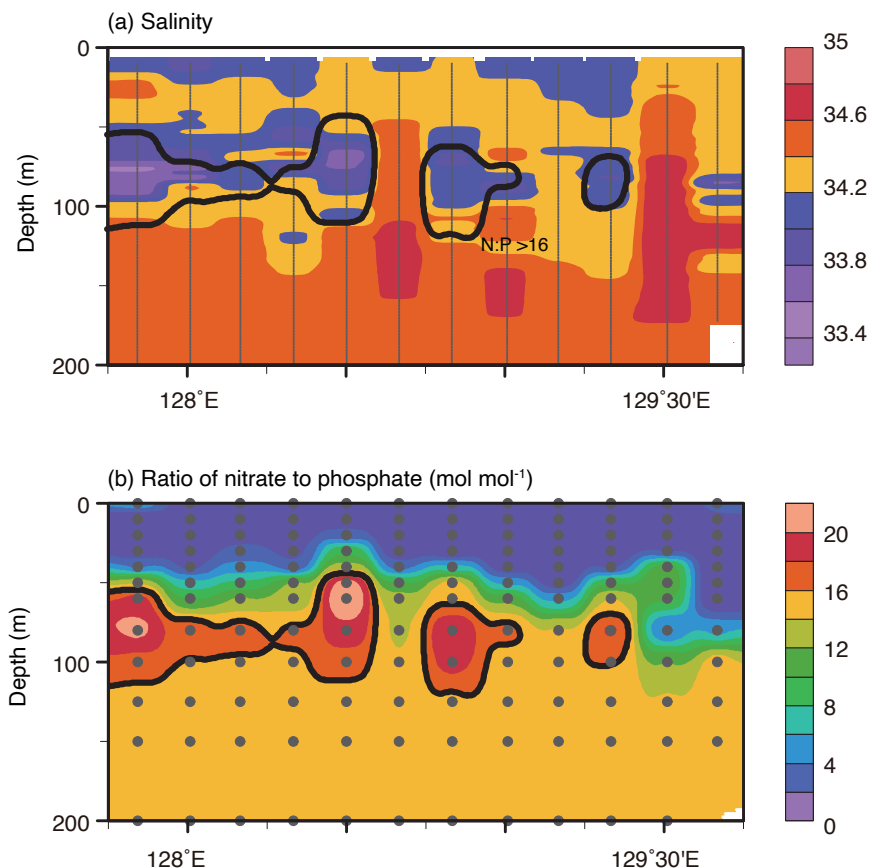 (a) Salinity
0
100
200
Depth (m)
N:P >16
128˚E
129˚30'E
35
34.6
34.2
33.8
33.4
(b) Ratio of nitrate to phosphate (mol mol⁻¹)
0
100
200
Depth (m)
128˚E
129˚30'E
20
16
12
8
4
0